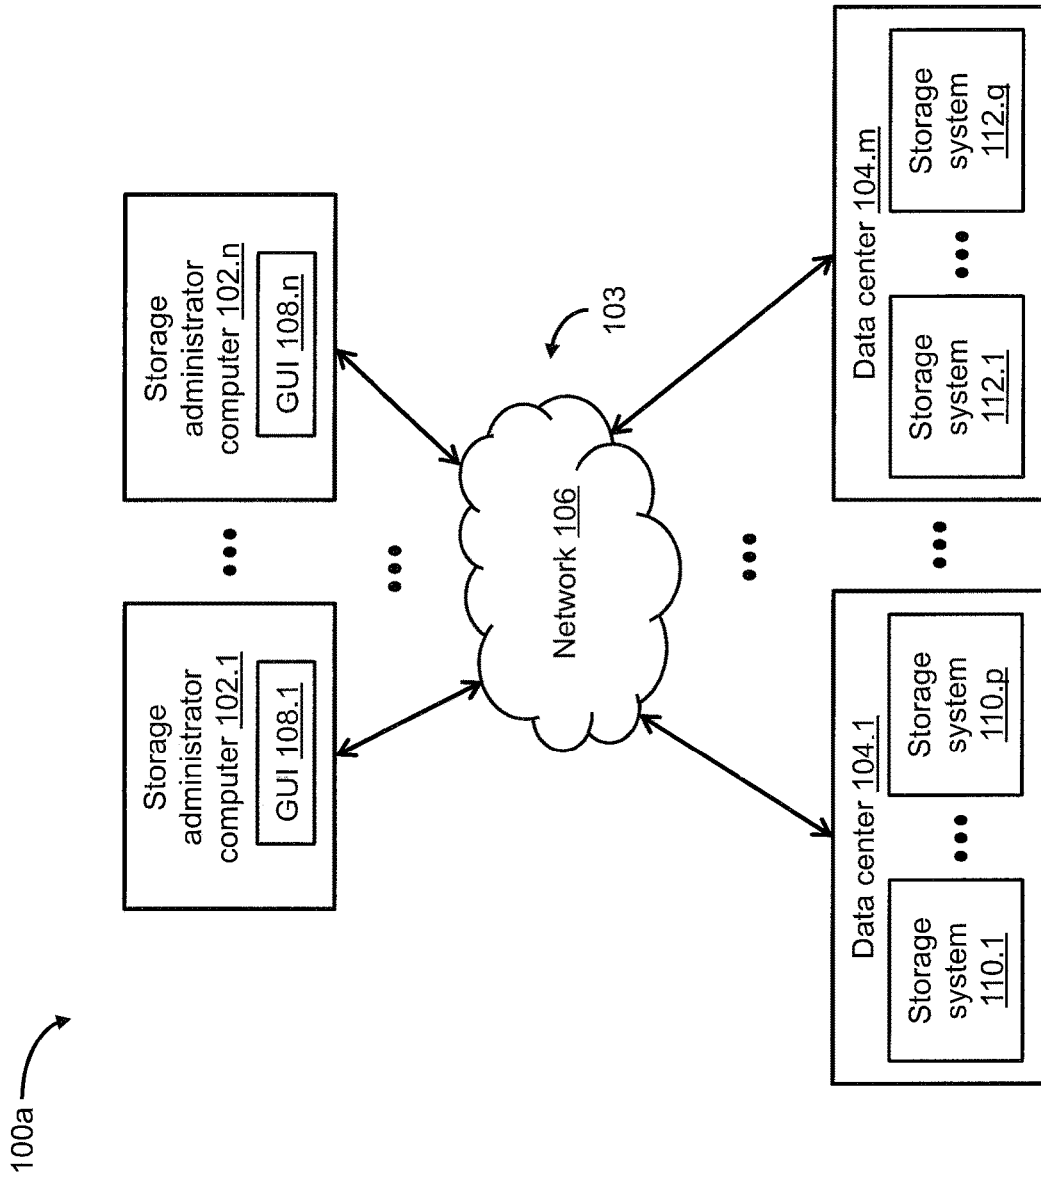 100a
Storage
administrator
computer 102.1
GUI 108.1
Storage
administrator
computer 102.n
GUI 108.n
Network 106
103
Data center 104.1
Storage
system
110.1
Storage
system
110.p
Data center 104.m
Storage
system
112.1
Storage
system
112.q